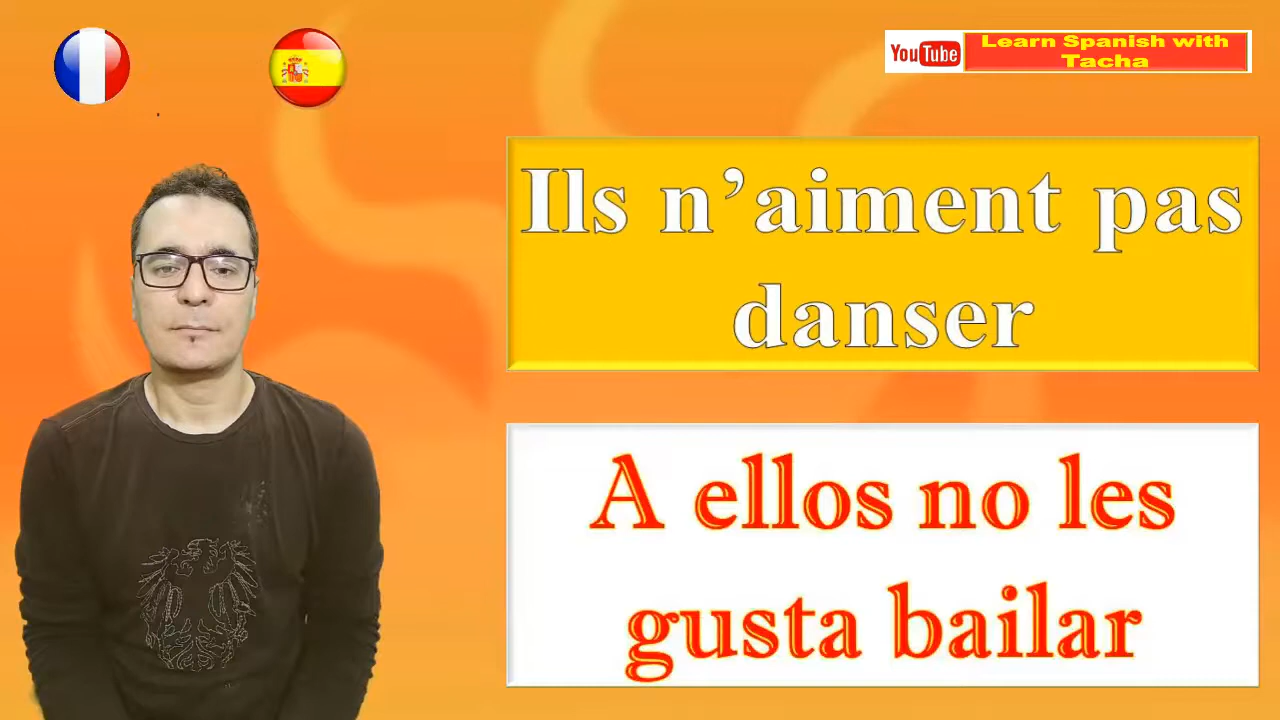 YouTube
Learn Spanish with
Tacha
Ils n’aiment pas
danser
A ellos no les
gusta bailar